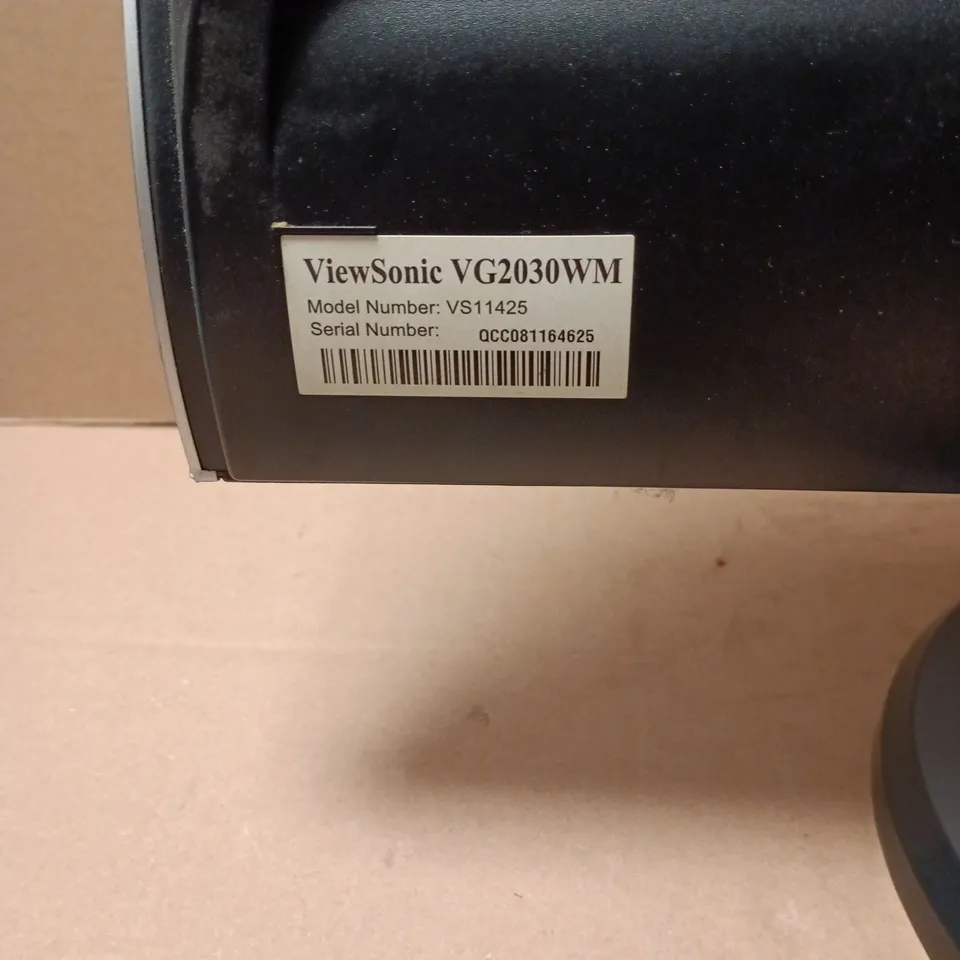 ViewSonic VG2030WM
Model Number: VS11425
Serial Number: QCC081164625